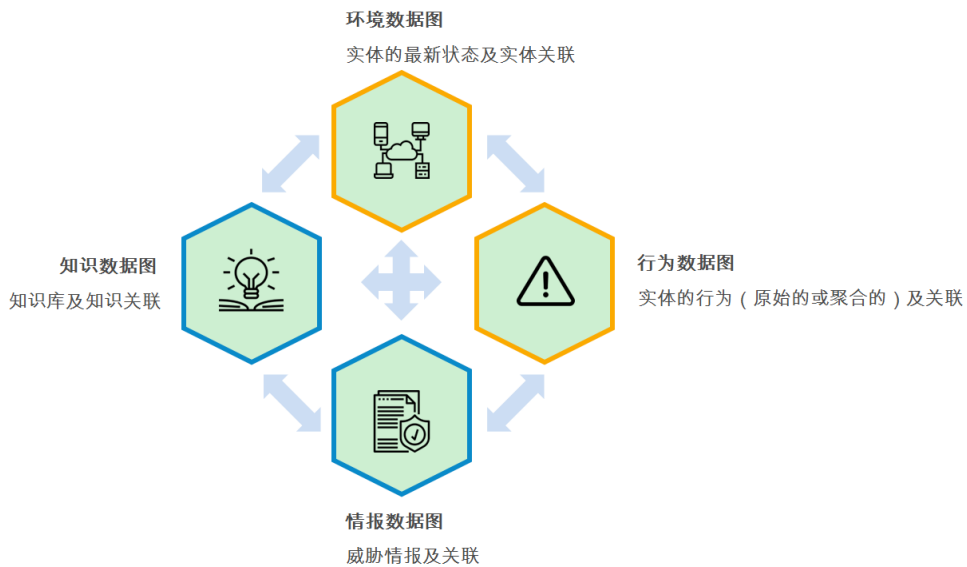 环境数据图
实体的最新状态及实体关联
知识数据图
知识库及知识关联
行为数据图
实体的行为（原始的或聚合的）及关联
情报数据图
威胁情报及关联